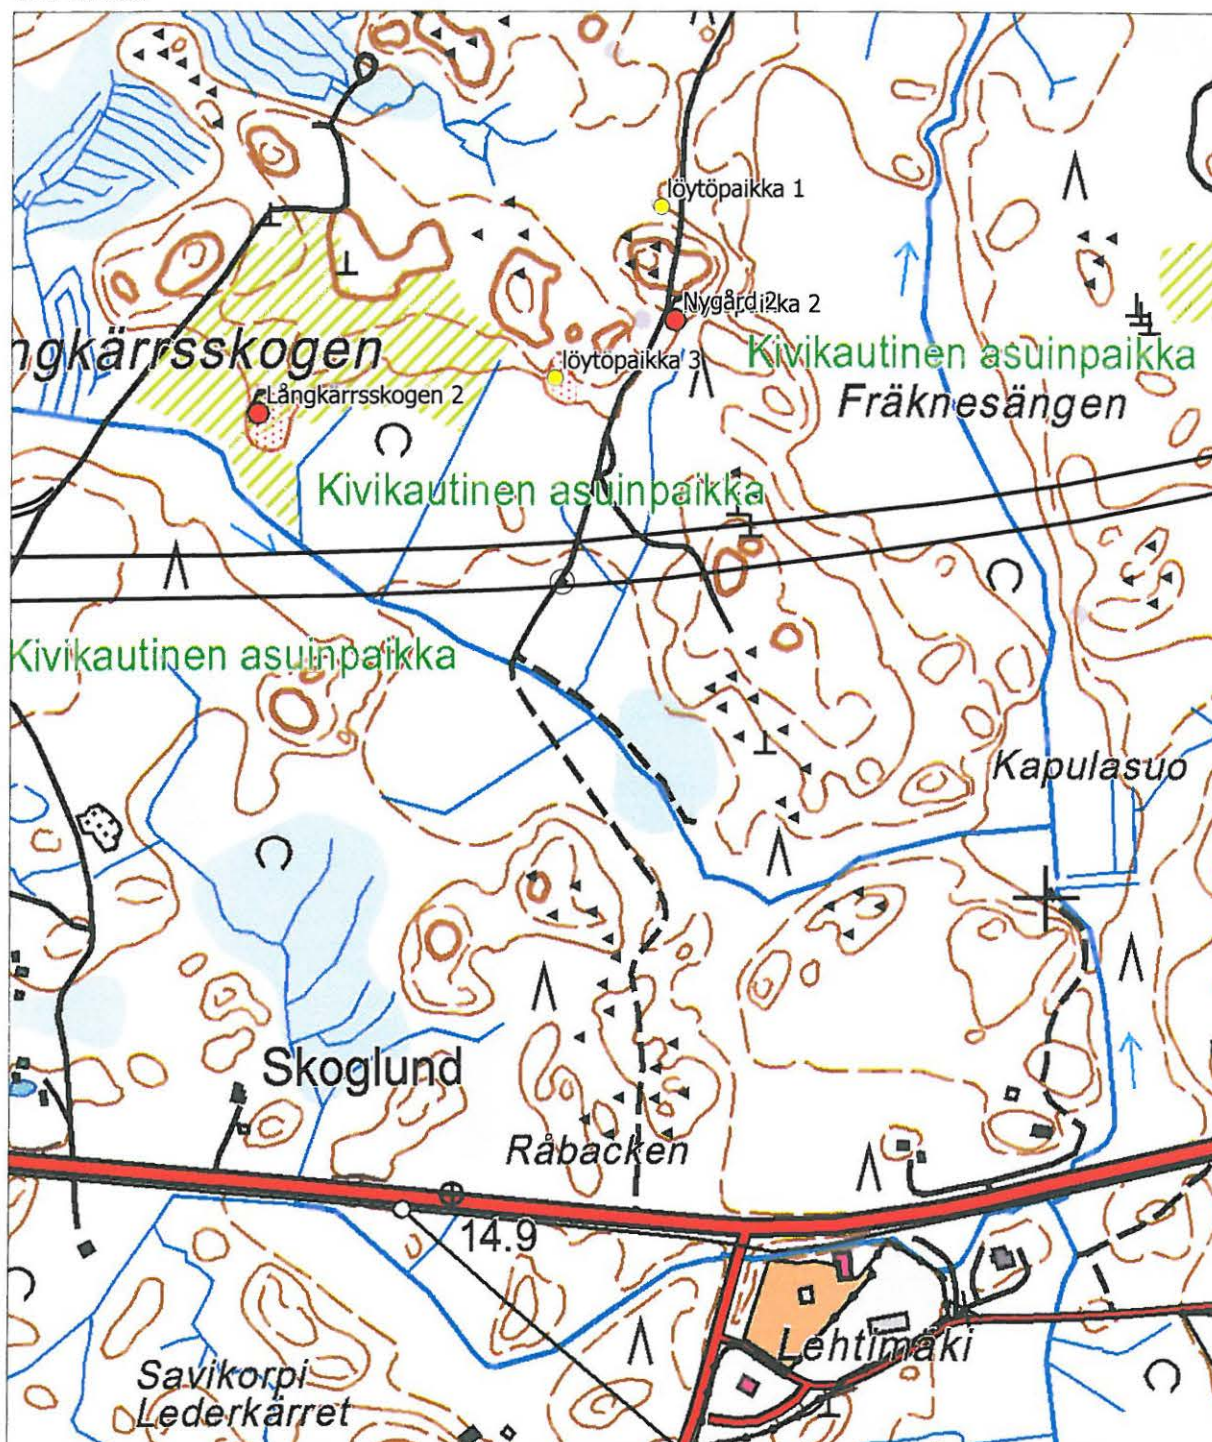 löytöpaikka 1
Nygård 2
Kivikautinen asuinpaikka
ngkärrsskogen
löytöpaikka 3
Långkärrsskogen 2
Fräknesängen
Kivikautinen asuinpaikka
Kivikautinen asuinpaikka
Kapulasuo
Skoglund
Råbacken
14.9
Lehtimäki
Savikorpi
Lederkärret